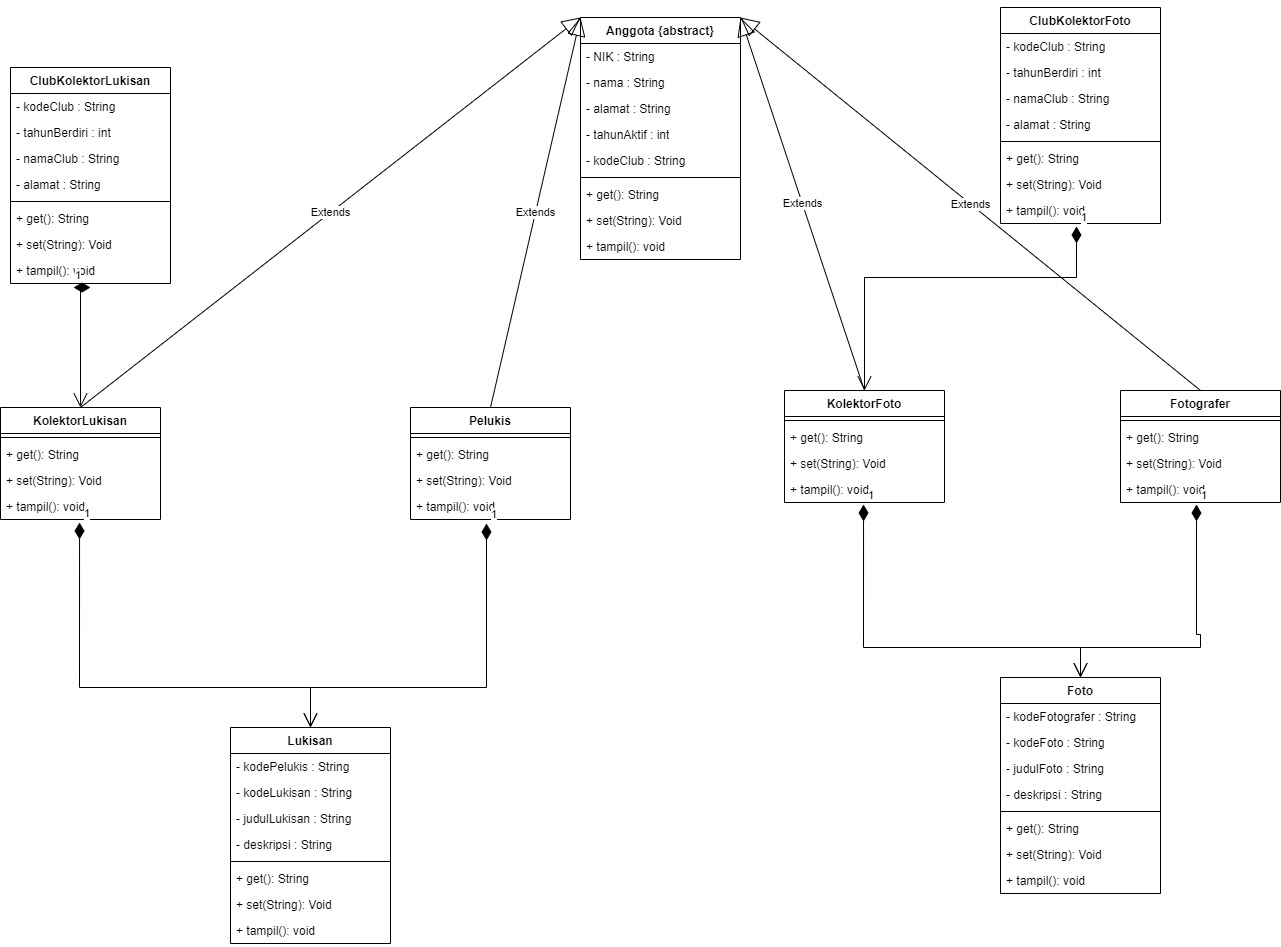 ClubKolektorLukisan
- kodeClub : String
- tahunBerdiri : int
- namaClub : String
- alamat : String
+ get(): String
+ set(String): Void
+ tampil(): void
1
Anggota {abstract}
- NIK : String
- nama : String
- alamat : String
- tahunAktif : int
- kodeClub : String
+ get(): String
+ set(String): Void
+ tampil(): void
ClubKolektorFoto
- kodeClub : String
- tahunBerdiri : int
- namaClub : String
- alamat : String
+ get(): String
+ set(String): Void
+ tampil(): void
1
Extends
Extends
Extends
Extends
KolektorLukisan
+ get(): String
+ set(String): Void
+ tampil(): void
1
Pelukis
+ get(): String
+ set(String): Void
+ tampil(): void
1
KolektorFoto
+ get(): String
+ set(String): Void
+ tampil(): void
1
Fotografer
+ get(): String
+ set(String): Void
+ tampil(): void
1
Lukisan
- kodePelukis : String
- kodeLukisan : String
- judulLukisan : String
- deskripsi : String
+ get(): String
+ set(String): Void
+ tampil(): void
Foto
- kodeFotografer : String
- kodeFoto : String
- judulFoto : String
- deskripsi : String
+ get(): String
+ set(String): Void
+ tampil(): void